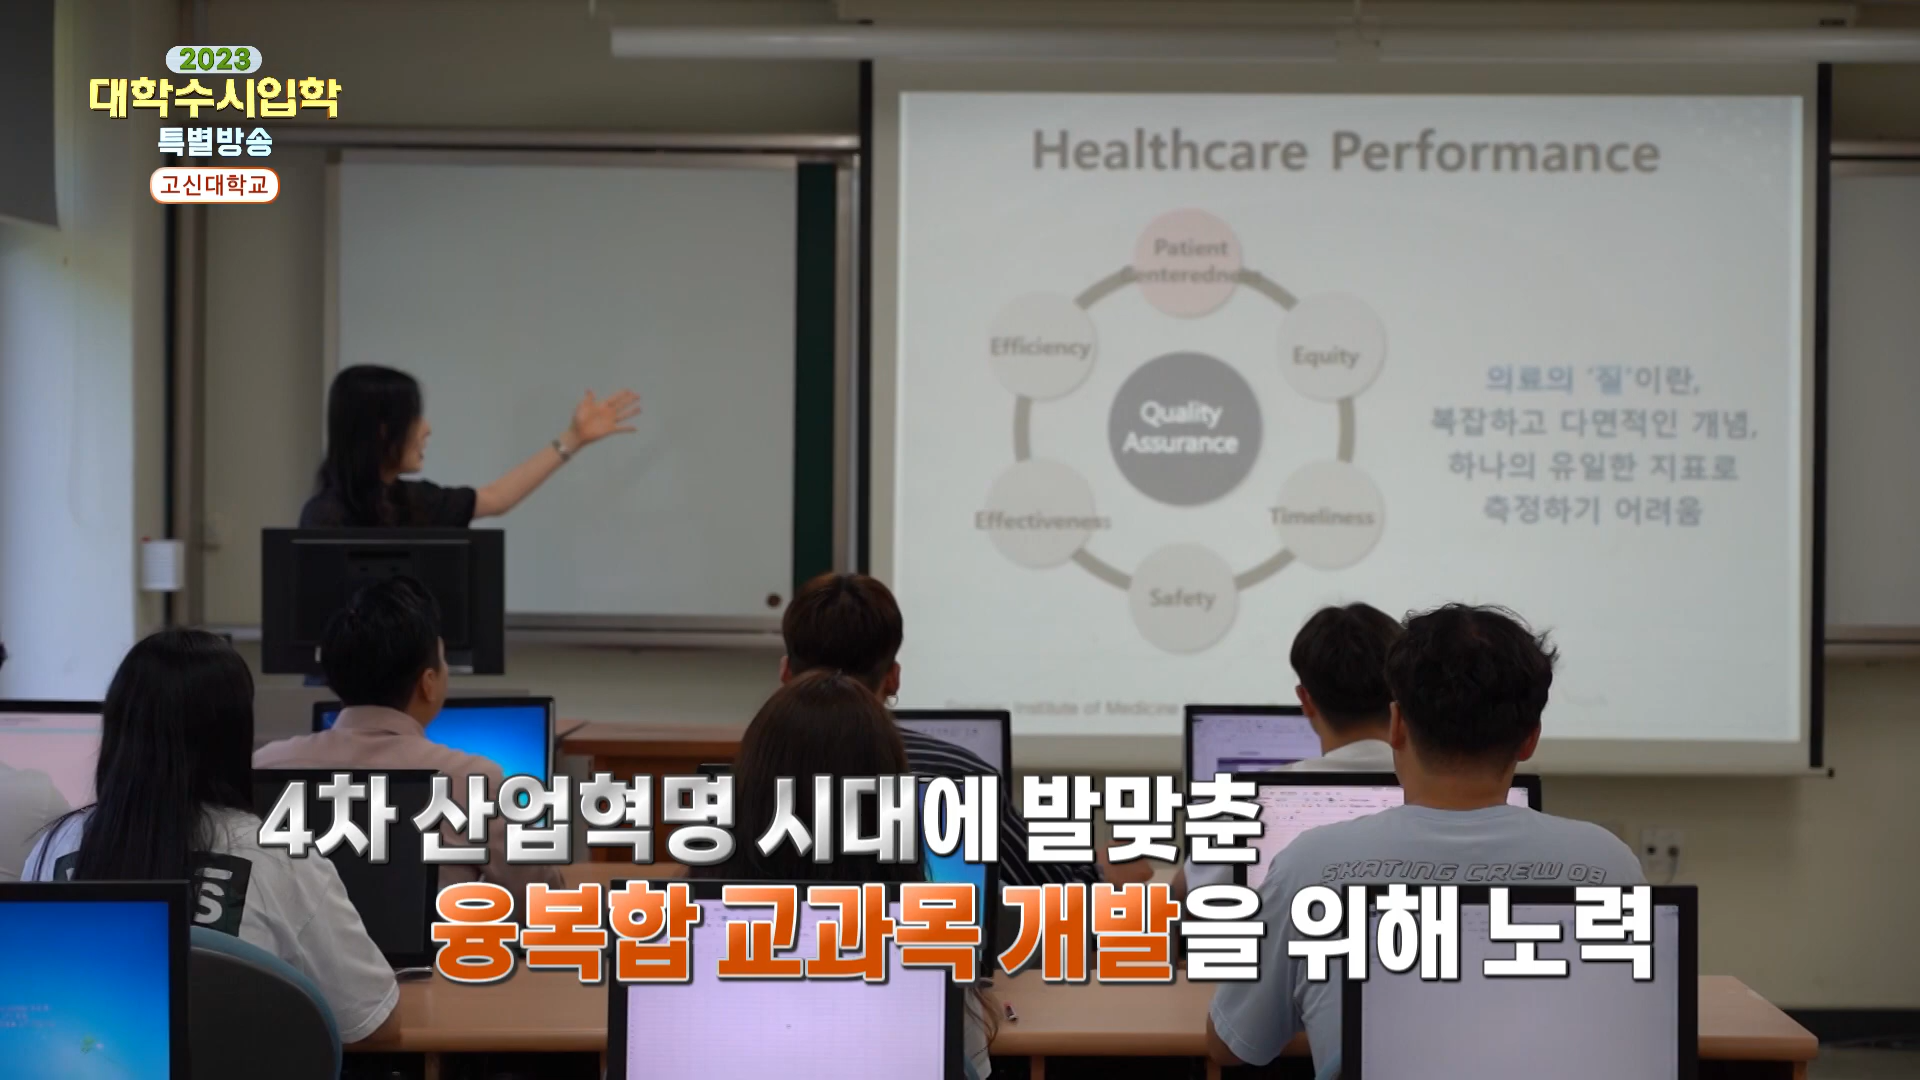 2023
대학수시입학
특별방송
고신대학교
Healthcare Performance
Patient
Centeredness
Efficiency
Equity
Quality
Assurance
의료의 '질'이란,
복잡하고 다면적인 개념,
하나의 유일한 지표로
측정하기 어려움
Effectiveness
Timeliness
Safety
Institute of Medicine
4차 산업혁명 시대에 발맞춘
융복합 교과목 개발을 위해 노력
SKATING CREW 08